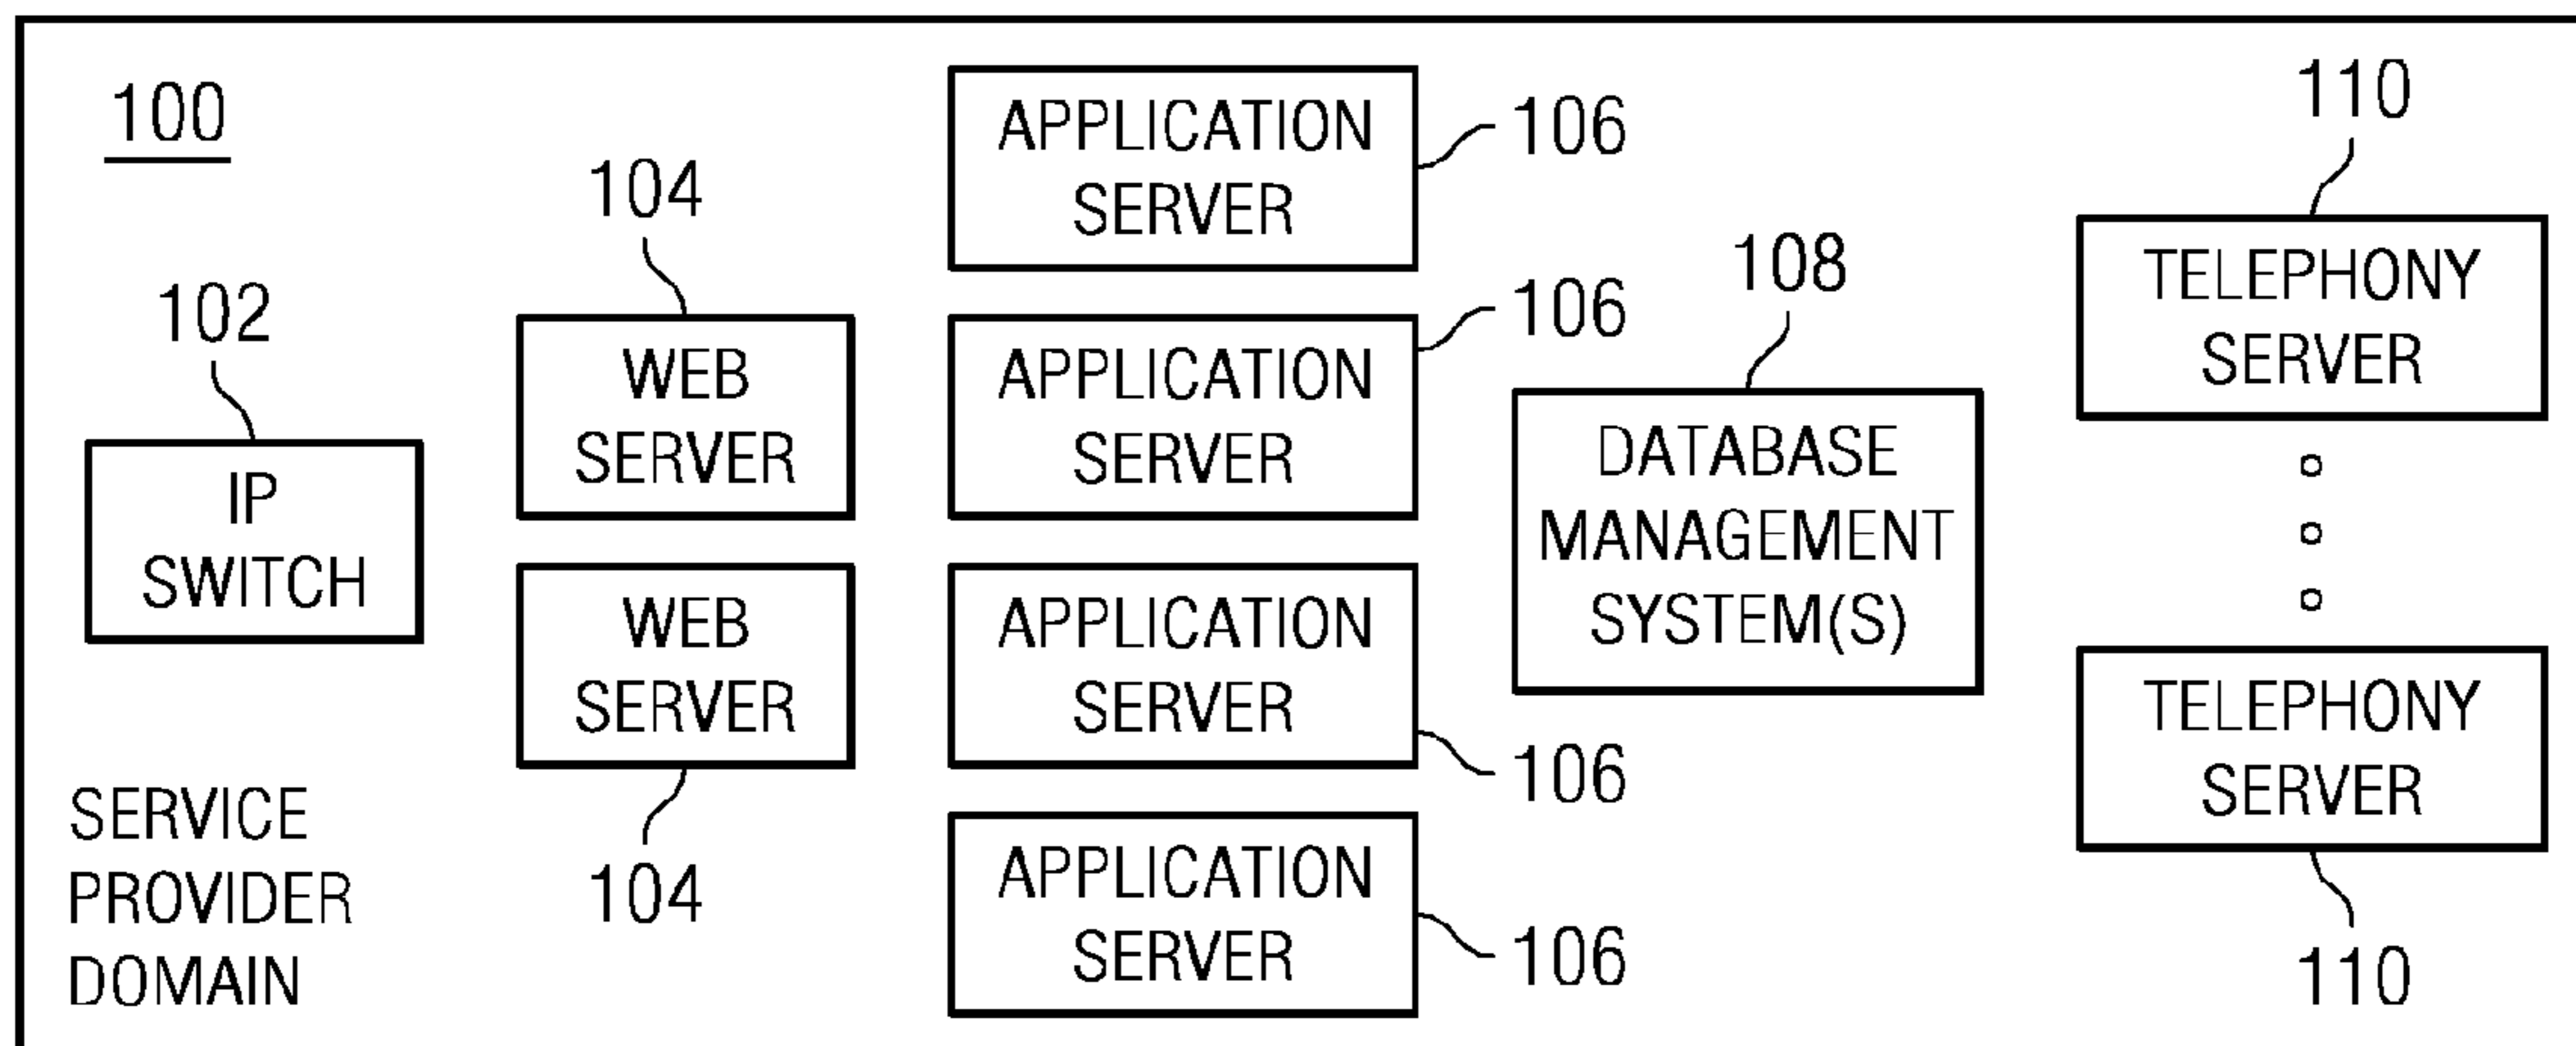 100
102
IP
SWITCH
SERVICE
PROVIDER
DOMAIN
104
WEB
SERVER
WEB
SERVER
104
APPLICATION
SERVER
106
APPLICATION
SERVER
106
APPLICATION
SERVER
106
APPLICATION
SERVER
106
108
DATABASE
MANAGEMENT
SYSTEM(S)
110
TELEPHONY
SERVER
TELEPHONY
SERVER
110